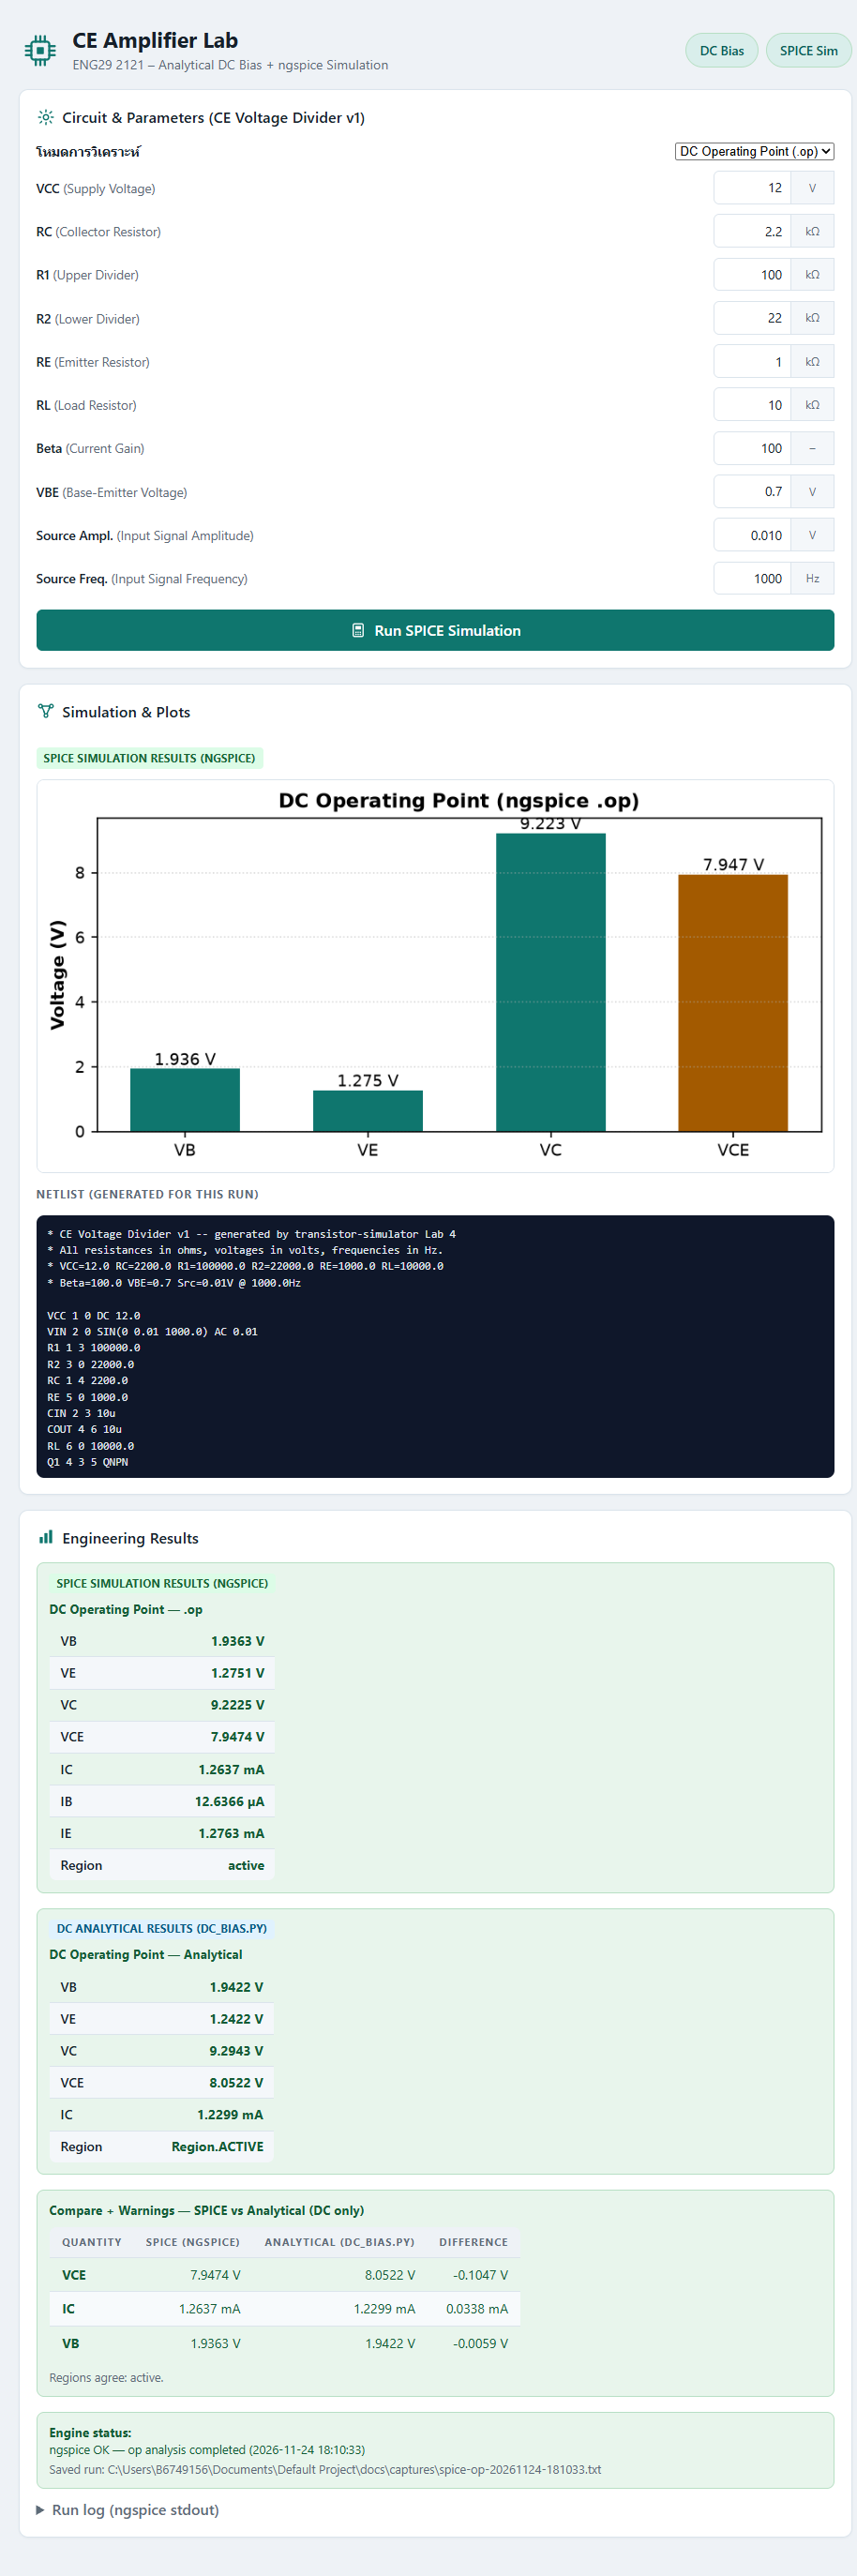 CE Amplifier Lab
ENG29 2121 – Analytical DC Bias + ngspice Simulation
DC Bias
SPICE Sim
Circuit & Parameters (CE Voltage Divider v1)
โหมดการวิเคราะห์
DC Operating Point (.op)
VCC (Supply Voltage) 12 V
RC (Collector Resistor) 2.2 kΩ
R1 (Upper Divider) 100 kΩ
R2 (Lower Divider) 22 kΩ
RE (Emitter Resistor) 1 kΩ
RL (Load Resistor) 10 kΩ
Beta (Current Gain) 100 –
VBE (Base-Emitter Voltage) 0.7 V
Source Ampl. (Input Signal Amplitude) 0.010 V
Source Freq. (Input Signal Frequency) 1000 Hz
Run SPICE Simulation
Simulation & Plots
SPICE SIMULATION RESULTS (NGSPICE)
DC Operating Point (ngspice .op)
Voltage (V)
8
6
4
2
0
1.936 V
1.275 V
9.223 V
7.947 V
VB
VE
VC
VCE
NETLIST (GENERATED FOR THIS RUN)
* CE Voltage Divider v1 -- generated by transistor-simulator Lab 4
* All resistances in ohms, voltages in volts, frequencies in Hz.
* VCC=12.0 RC=2200.0 R1=100000.0 R2=22000.0 RE=1000.0 RL=10000.0
* Beta=100.0 VBE=0.7 Src=0.01V @ 1000.0Hz
VCC 1 0 DC 12.0
VIN 2 0 SIN(0 0.01 1000.0) AC 0.01
R1 1 3 100000.0
R2 3 0 22000.0
RC 1 4 2200.0
RE 5 0 1000.0
CIN 2 3 10u
COUT 4 6 10u
RL 6 0 10000.0
Q1 4 3 5 QNPN
Engineering Results
SPICE SIMULATION RESULTS (NGSPICE)
DC Operating Point — .op
VB 1.9363 V
VE 1.2751 V
VC 9.2225 V
VCE 7.9474 V
IC 1.2637 mA
IB 12.6366 µA
IE 1.2763 mA
Region active
DC ANALYTICAL RESULTS (DC_BIAS.PY)
DC Operating Point — Analytical
VB 1.9422 V
VE 1.2422 V
VC 9.2943 V
VCE 8.0522 V
IC 1.2299 mA
Region Region.ACTIVE
Compare + Warnings — SPICE vs Analytical (DC only)
QUANTITY SPICE (NGSPICE) ANALYTICAL (DC_BIAS.PY) DIFFERENCE
VCE 7.9474 V 8.0522 V -0.1047 V
IC 1.2637 mA 1.2299 mA 0.0338 mA
VB 1.9363 V 1.9422 V -0.0059 V
Regions agree: active.
Engine status:
ngspice OK — op analysis completed (2026-11-24 18:10:33)
Saved run: C:\Users\B6749156\Documents\Default Project\docs\captures\spice-op-20261124-181033.txt
Run log (ngspice stdout)